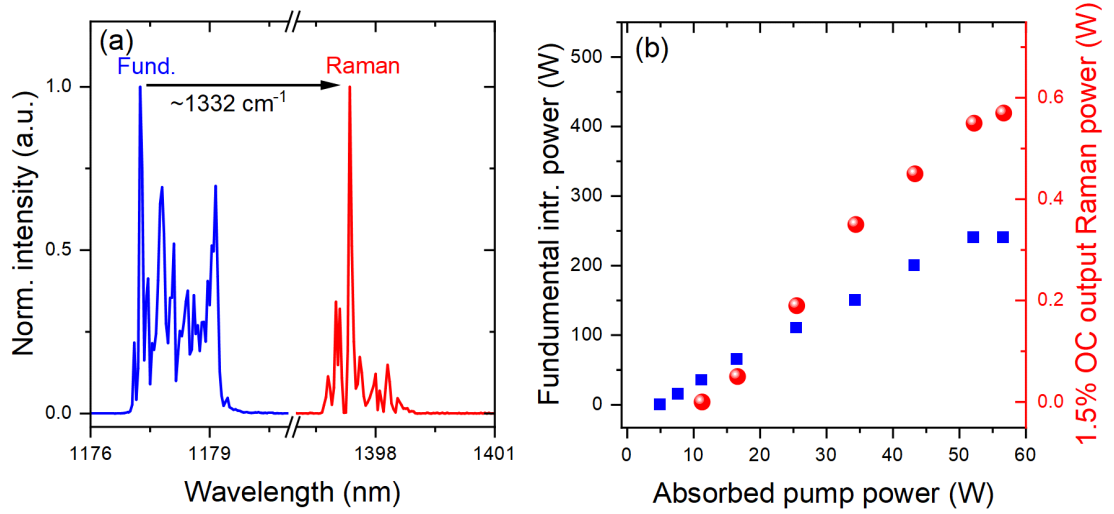 (a)
Fund.
Raman
~1332 cm⁻¹
1.0
0.5
0.0
Norm. intensity (a.u.)
1176
1179
1398
1401
Wavelength (nm)
(b)
500
400
300
200
100
0
Fundumental intr. power (W)
0.6
0.4
0.2
0.0
1.5% OC output Raman power (W)
0
10
20
30
40
50
60
Absorbed pump power (W)